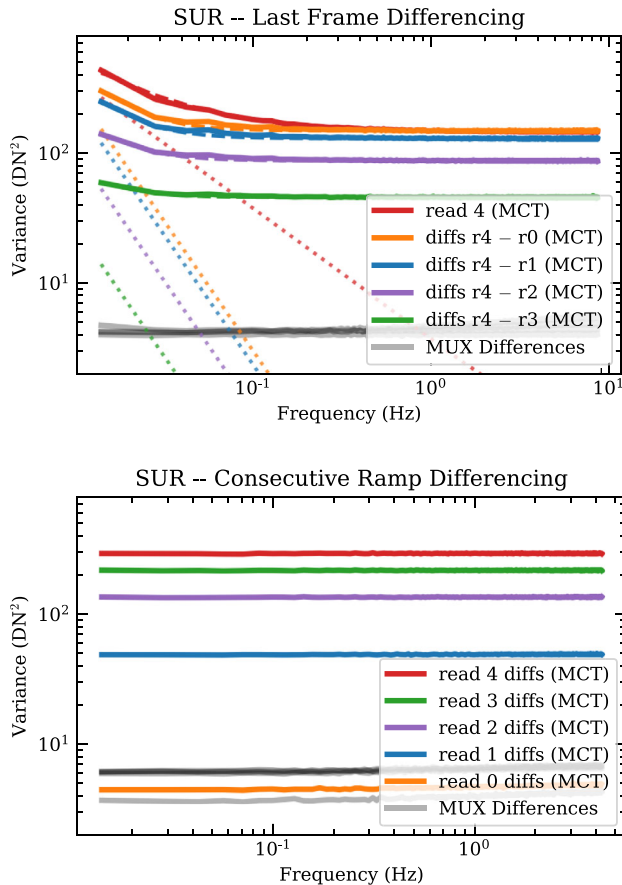 SUR -- Last Frame Differencing
Variance (DN²)
10²
10¹
read 4 (MCT)
diffs r4 − r0 (MCT)
diffs r4 − r1 (MCT)
diffs r4 − r2 (MCT)
diffs r4 − r3 (MCT)
MUX Differences
10⁻¹ 10⁰ 10¹
Frequency (Hz)
SUR -- Consecutive Ramp Differencing
Variance (DN²)
10²
10¹
read 4 diffs (MCT)
read 3 diffs (MCT)
read 2 diffs (MCT)
read 1 diffs (MCT)
read 0 diffs (MCT)
MUX Differences
10⁻¹ 10⁰
Frequency (Hz)